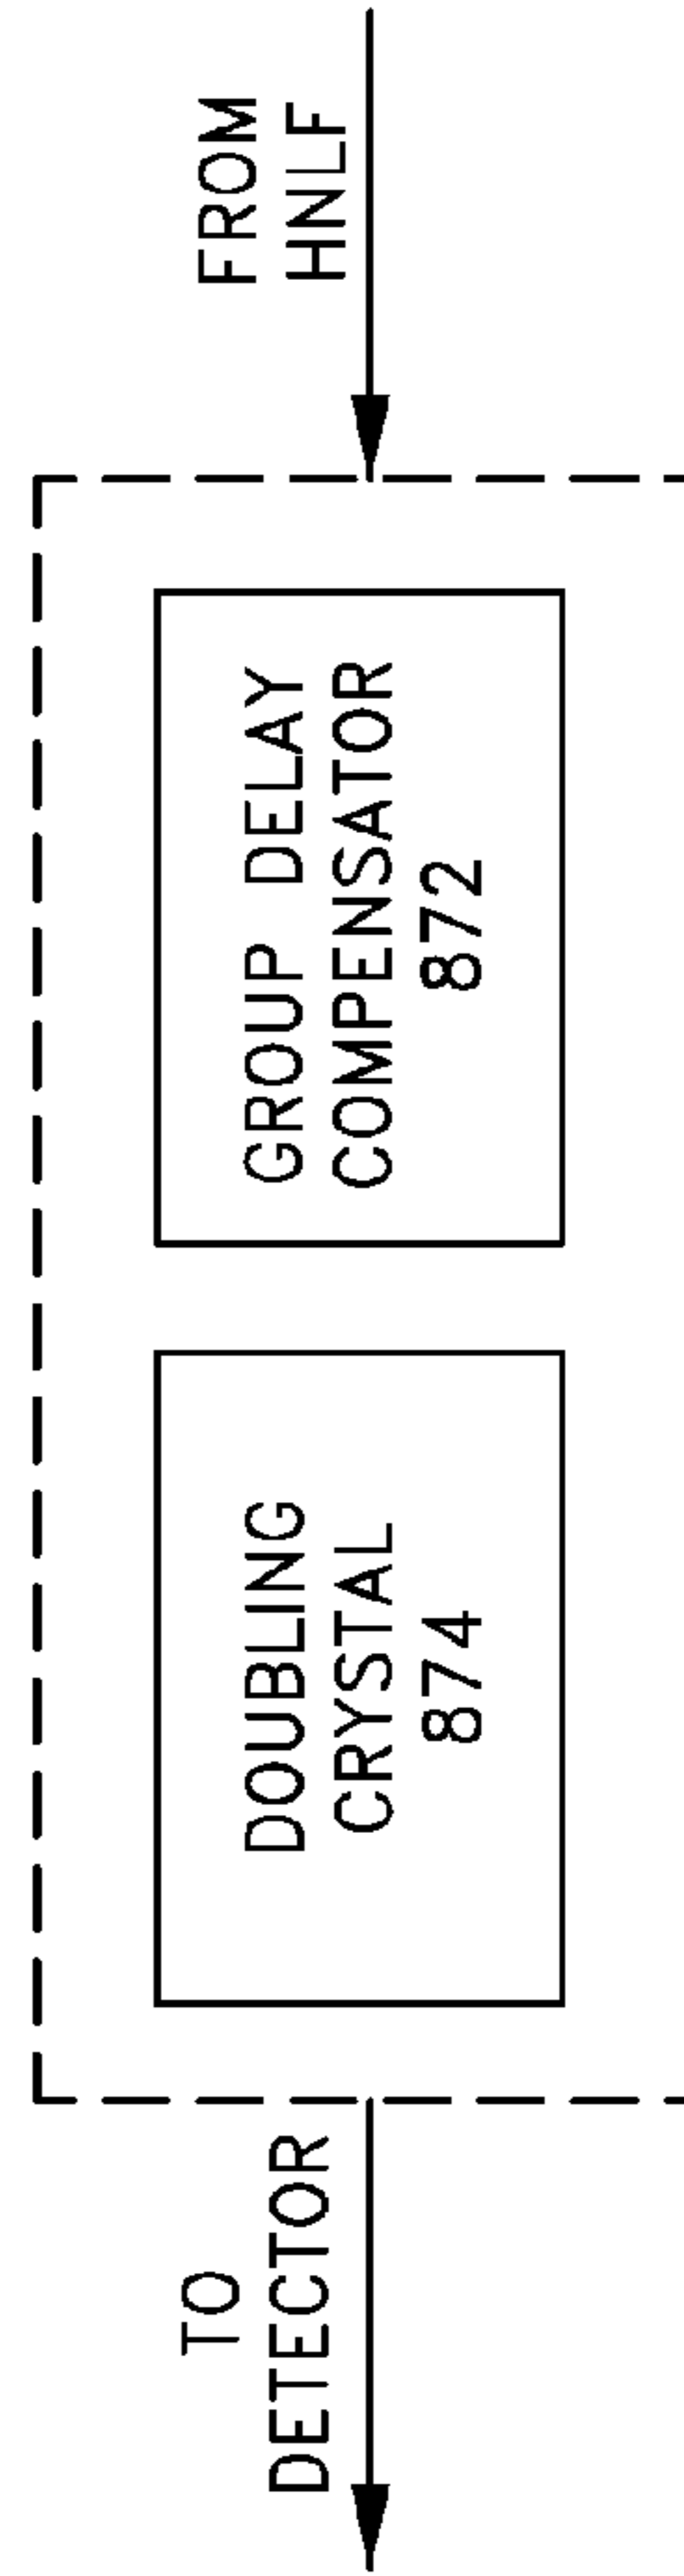 TO
DETECTOR
DOUBLING
CRYSTAL
874
GROUP DELAY
COMPENSATOR
872
FROM
HNLF